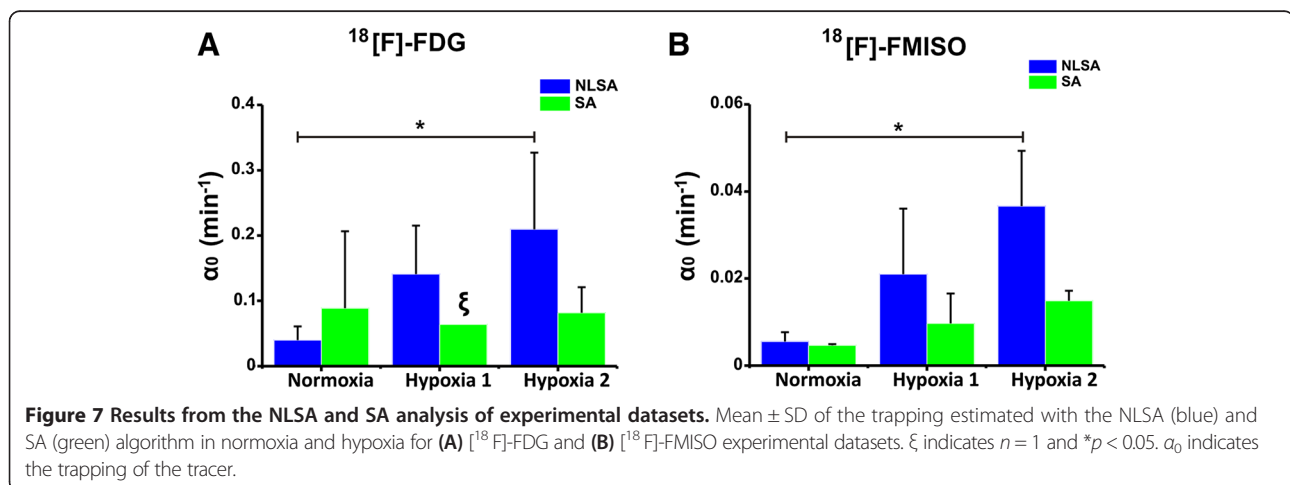 A
¹⁸[F]-FDG
NLSA
SA
α₀ (min⁻¹)
0.4
0.3
0.2
0.1
0
*
ξ
Normoxia Hypoxia 1 Hypoxia 2
B
¹⁸[F]-FMISO
NLSA
SA
α₀ (min⁻¹)
0.06
0.04
0.02
0
*
Normoxia Hypoxia 1 Hypoxia 2
Figure 7 Results from the NLSA and SA analysis of experimental datasets. Mean ± SD of the trapping estimated with the NLSA (blue) and
SA (green) algorithm in normoxia and hypoxia for (A) [¹⁸ F]-FDG and (B) [¹⁸ F]-FMISO experimental datasets. ξ indicates n = 1 and *p < 0.05. α₀ indicates
the trapping of the tracer.